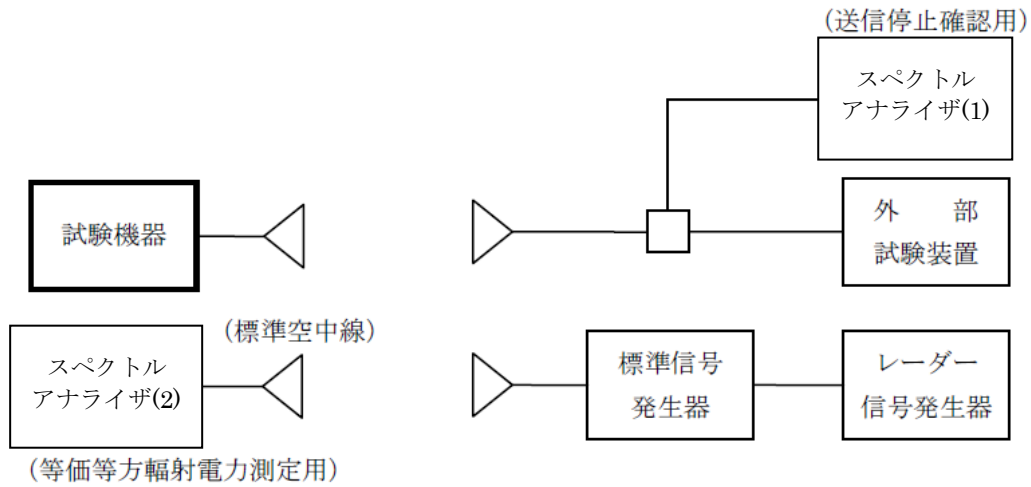 (送信停止確認用)
スペクトル
アナライザ(1)
試験機器
外 部
試験装置
(標準空中線)
スペクトル
アナライザ(2)
標準信号
発生器
レーダー
信号発生器
(等価等方輻射電力測定用)